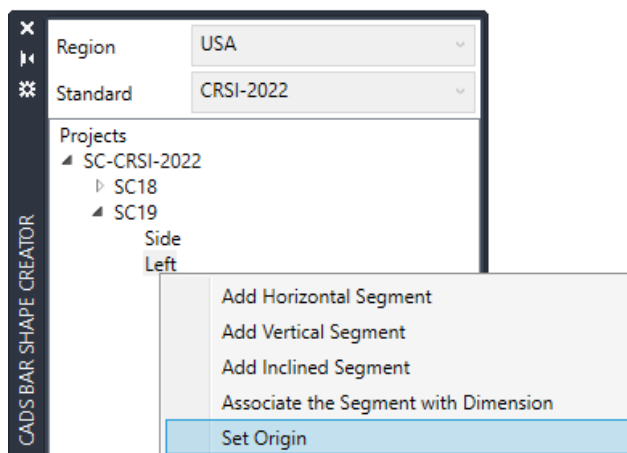 Region
USA
Standard
CRSI-2022
Projects
SC-CRSI-2022
SC18
SC19
Side
Left
Add Horizontal Segment
Add Vertical Segment
Add Inclined Segment
Associate the Segment with Dimension
Set Origin
CADS BAR SHAPE CREATOR